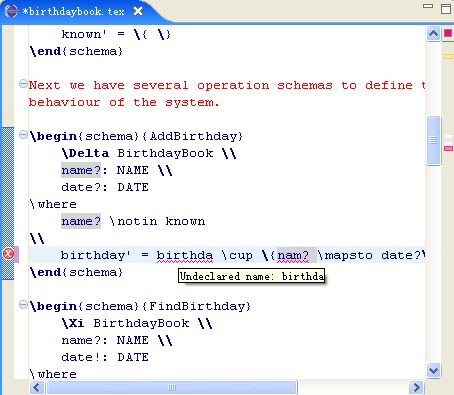 *birthdaybook.tex
known' = \{ \}
\end{schema}
Next we have several operation schemas to define t
behaviour of the system.
\begin{schema}{AddBirthday}
\Delta BirthdayBook \\
name?: NAME \\
date?: DATE
\where
name? \notin known
\\
birthday' = birthda \cup \{nam? \mapsto date?\
\end{schema}
Undeclared name: birthda
\begin{schema}{FindBirthday}
\Xi BirthdayBook \\
name?: NAME \\
date!: DATE
\where